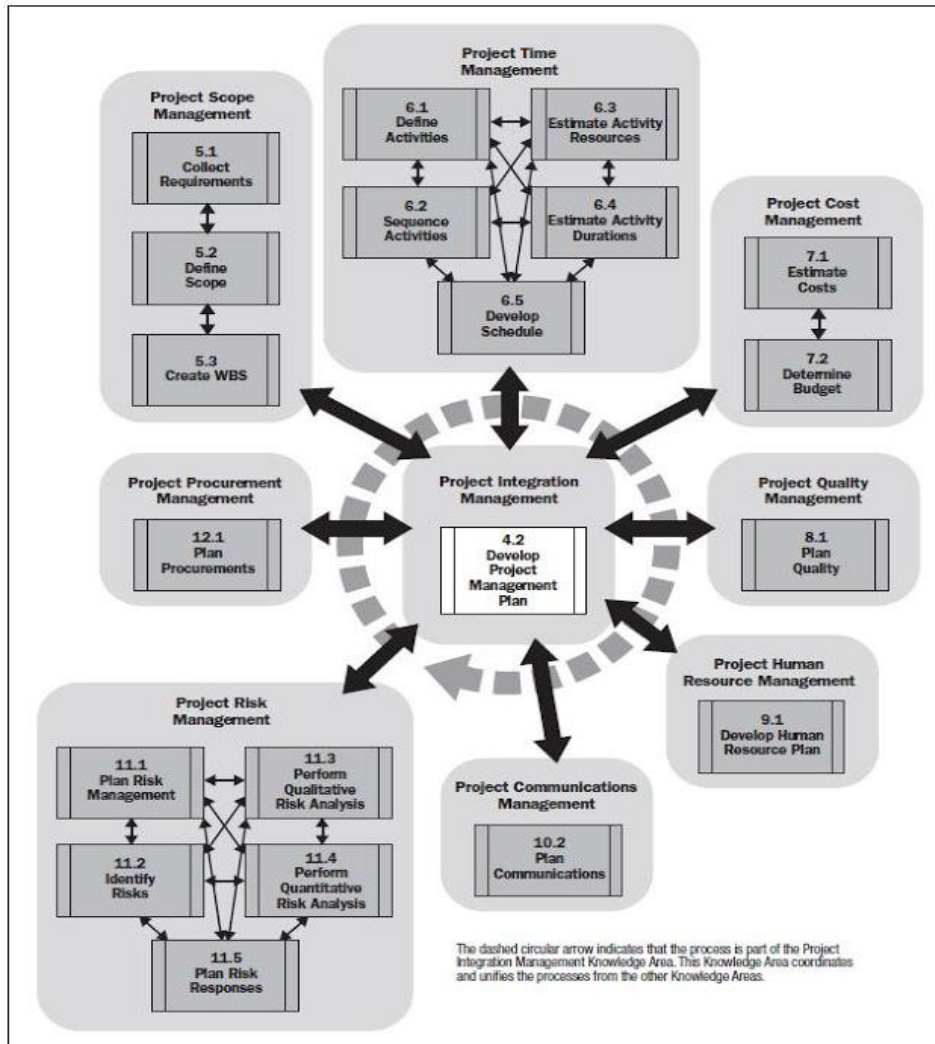 Project Time
Management
6.1
Define
Activities
6.3
Estimate Activity
Resources
6.2
Sequence
Activities
6.4
Estimate Activity
Durations
6.5
Develop
Schedule
Project Scope
Management
5.1
Collect
Requirements
5.2
Define
Scope
5.3
Create WBS
Project Cost
Management
7.1
Estimate
Costs
7.2
Determine
Budget
Project Procurement
Management
12.1
Plan
Procurements
Project Integration
Management
4.2
Develop
Project
Management
Plan
Project Quality
Management
8.1
Plan
Quality
Project Human
Resource Management
9.1
Develop Human
Resource Plan
Project Risk
Management
11.1
Plan Risk
Management
11.3
Perform
Qualitative
Risk Analysis
11.2
Identify
Risks
11.4
Perform
Quantitative
Risk Analysis
11.5
Plan Risk
Responses
Project Communications
Management
10.2
Plan
Communications
The dashed circular arrow indicates that the process is part of the Project
Integration Management Knowledge Area. This Knowledge Area coordinates
and unifies the processes from the other Knowledge Areas.